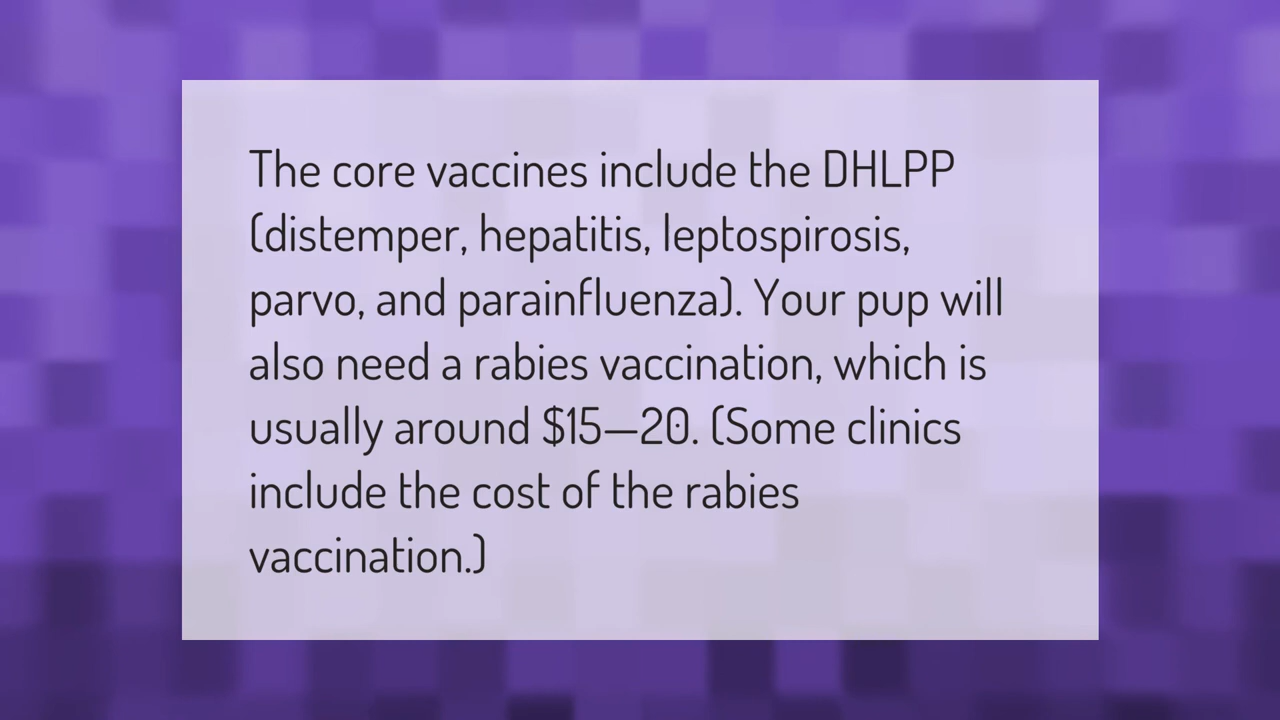 The core vaccines include the DHLPP
(distemper, hepatitis, leptospirosis,
parvo, and parainfluenza). Your pup will
also need a rabies vaccination, which is
usually around $15—20. (Some clinics
include the cost of the rabies
vaccination.)